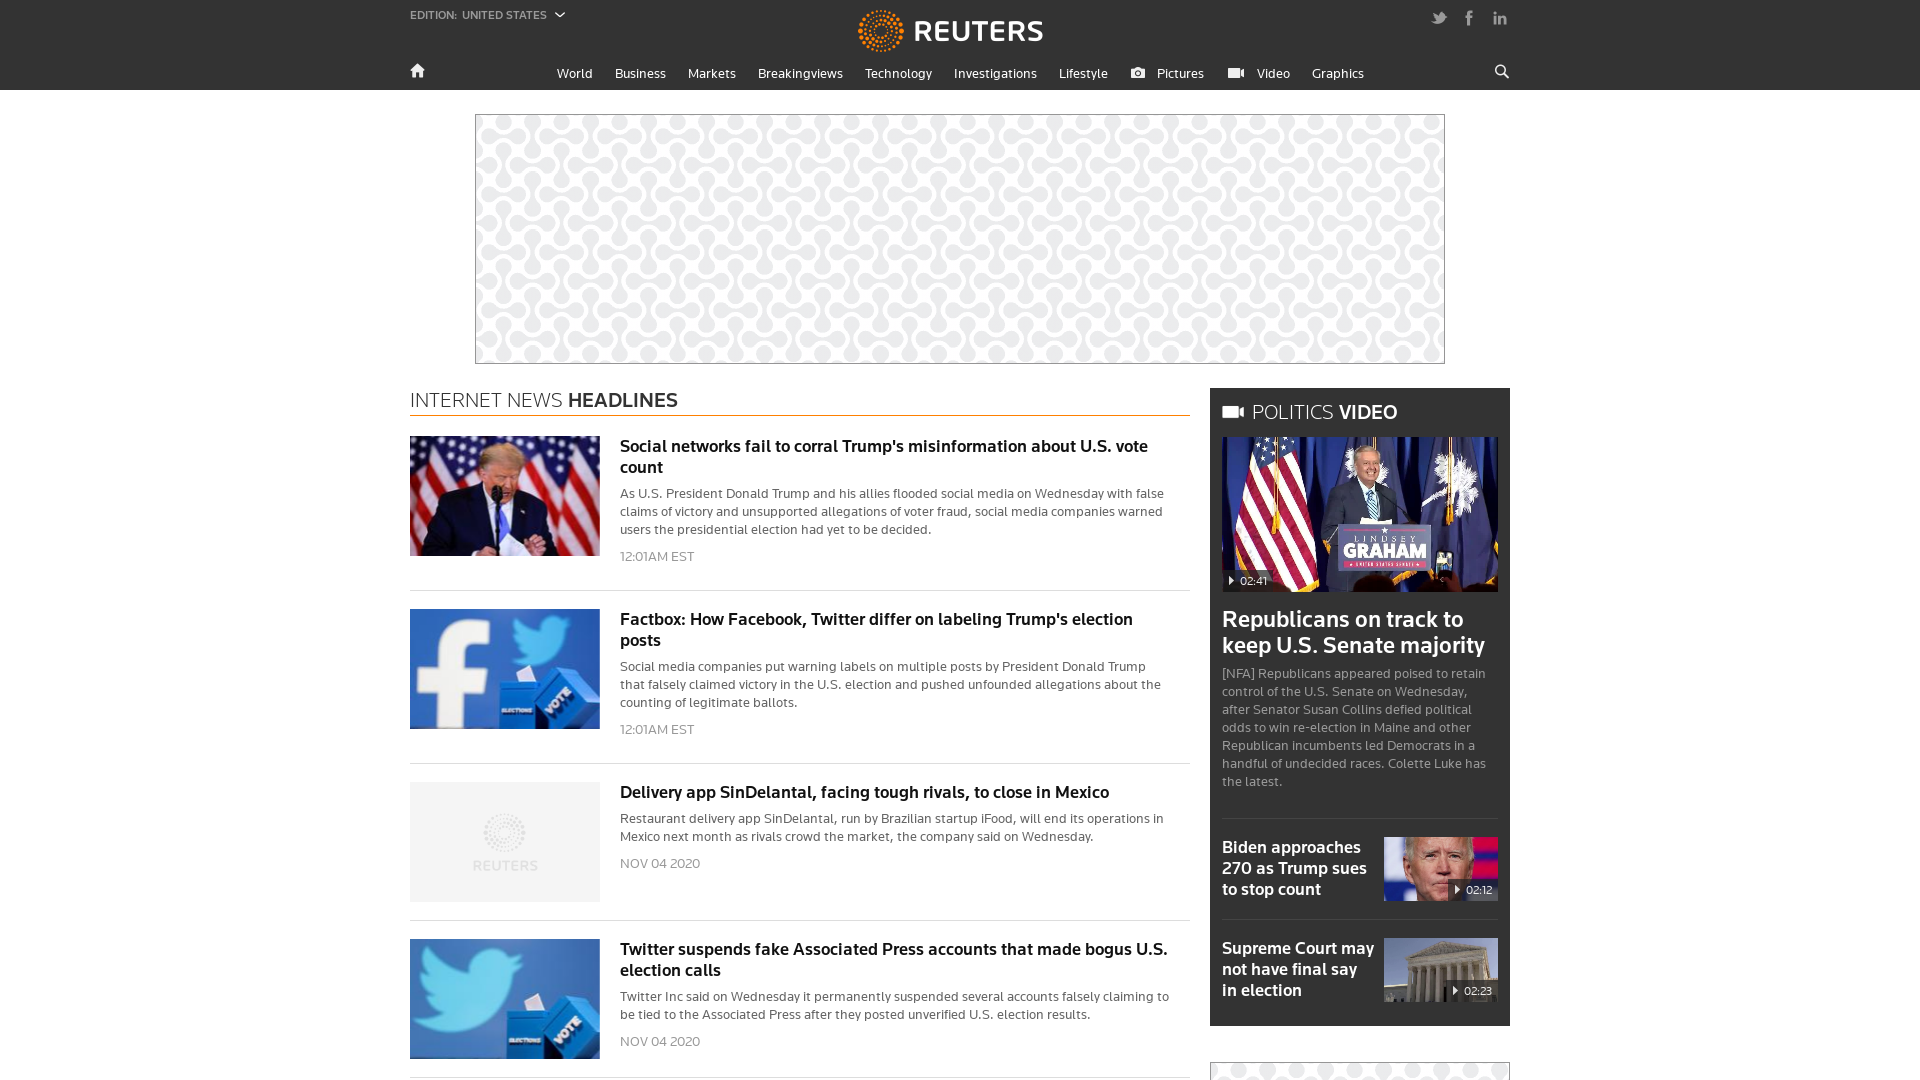 EDITION: UNITED STATES
REUTERS
World Business Markets Breakingviews Technology Investigations Lifestyle Pictures Video Graphics
INTERNET NEWS HEADLINES
Social networks fail to corral Trump's misinformation about U.S. vote
count
As U.S. President Donald Trump and his allies flooded social media on Wednesday with false
claims of victory and unsupported allegations of voter fraud, social media companies warned
users the presidential election had yet to be decided.
12:01AM EST
Factbox: How Facebook, Twitter differ on labeling Trump's election
posts
Social media companies put warning labels on multiple posts by President Donald Trump
that falsely claimed victory in the U.S. election and pushed unfounded allegations about the
counting of legitimate ballots.
12:01AM EST
ELECTIONS
VOTE
Delivery app SinDelantal, facing tough rivals, to close in Mexico
Restaurant delivery app SinDelantal, run by Brazilian startup iFood, will end its operations in
Mexico next month as rivals crowd the market, the company said on Wednesday.
NOV 04 2020
REUTERS
Twitter suspends fake Associated Press accounts that made bogus U.S.
election calls
Twitter Inc said on Wednesday it permanently suspended several accounts falsely claiming to
be tied to the Associated Press after they posted unverified U.S. election results.
NOV 04 2020
ELECTIONS
VOTE
POLITICS VIDEO
LINDSEY
GRAHAM
UNITED STATES SENATE
02:41
Republicans on track to
keep U.S. Senate majority
[NFA] Republicans appeared poised to retain
control of the U.S. Senate on Wednesday,
after Senator Susan Collins defied political
odds to win re-election in Maine and other
Republican incumbents led Democrats in a
handful of undecided races. Colette Luke has
the latest.
Biden approaches
270 as Trump sues
to stop count
02:12
Supreme Court may
not have final say
in election
02:23